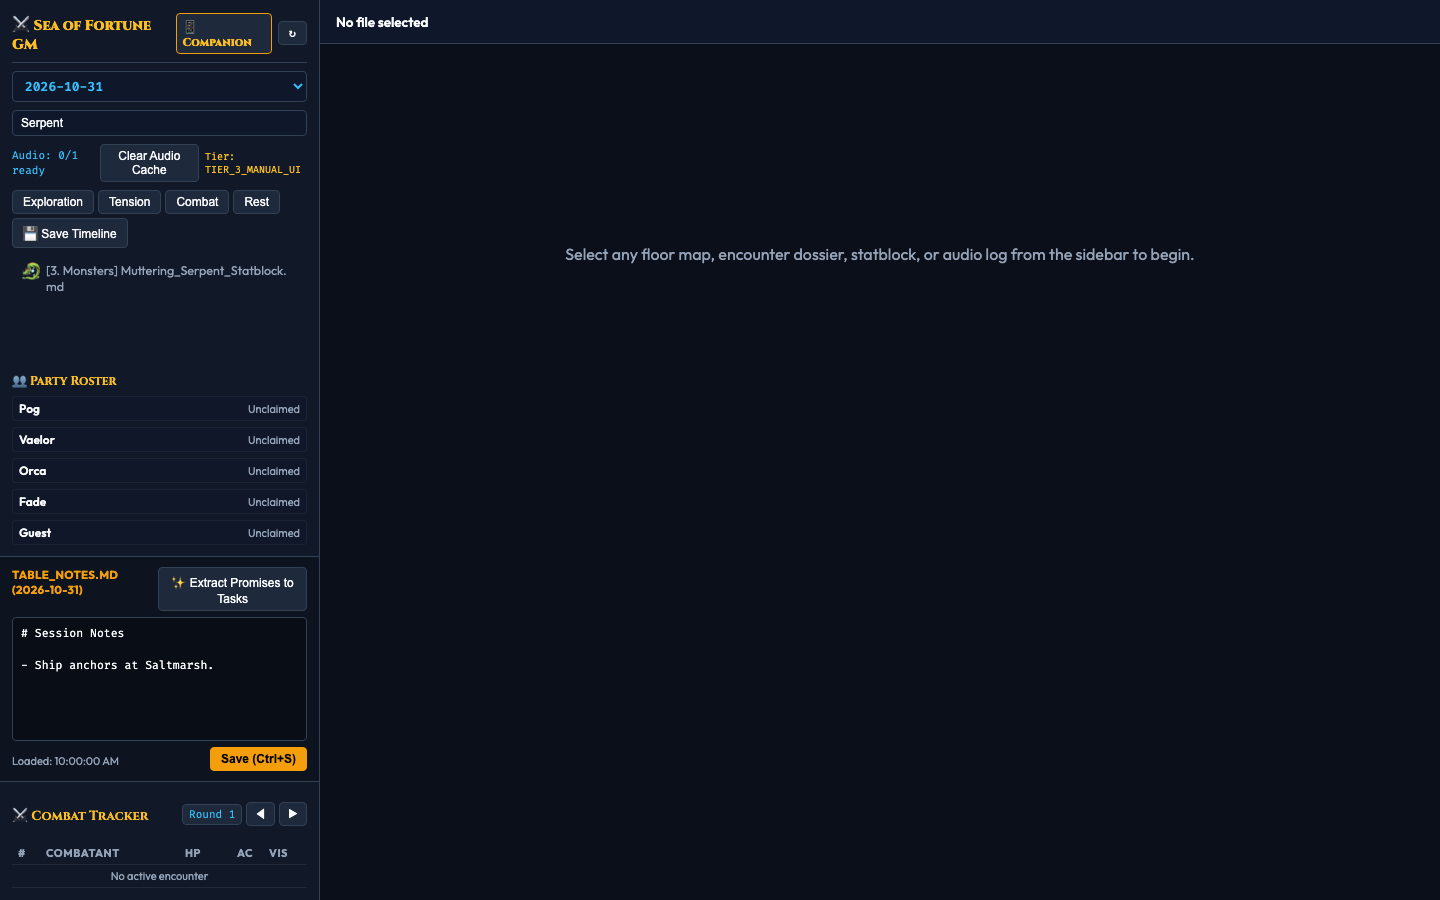 Sea of Fortune
GM
Companion
↻
2026-10-31
Serpent
Audio: 0/1
ready
Clear Audio
Cache
Tier:
TIER_3_MANUAL_UI
Exploration
Tension
Combat
Rest
Save Timeline
[3. Monsters] Muttering_Serpent_Statblock.
md
Party Roster
Pog Unclaimed
Vaelor Unclaimed
Orca Unclaimed
Fade Unclaimed
Guest Unclaimed
TABLE_NOTES.MD
(2026-10-31)
✨ Extract Promises to
Tasks
# Session Notes
- Ship anchors at Saltmarsh.
Loaded: 10:00:00 AM
Save (Ctrl+S)
Combat Tracker
Round 1
◀ ▶
# COMBATANT HP AC VIS
No active encounter
No file selected
Select any floor map, encounter dossier, statblock, or audio log from the sidebar to begin.